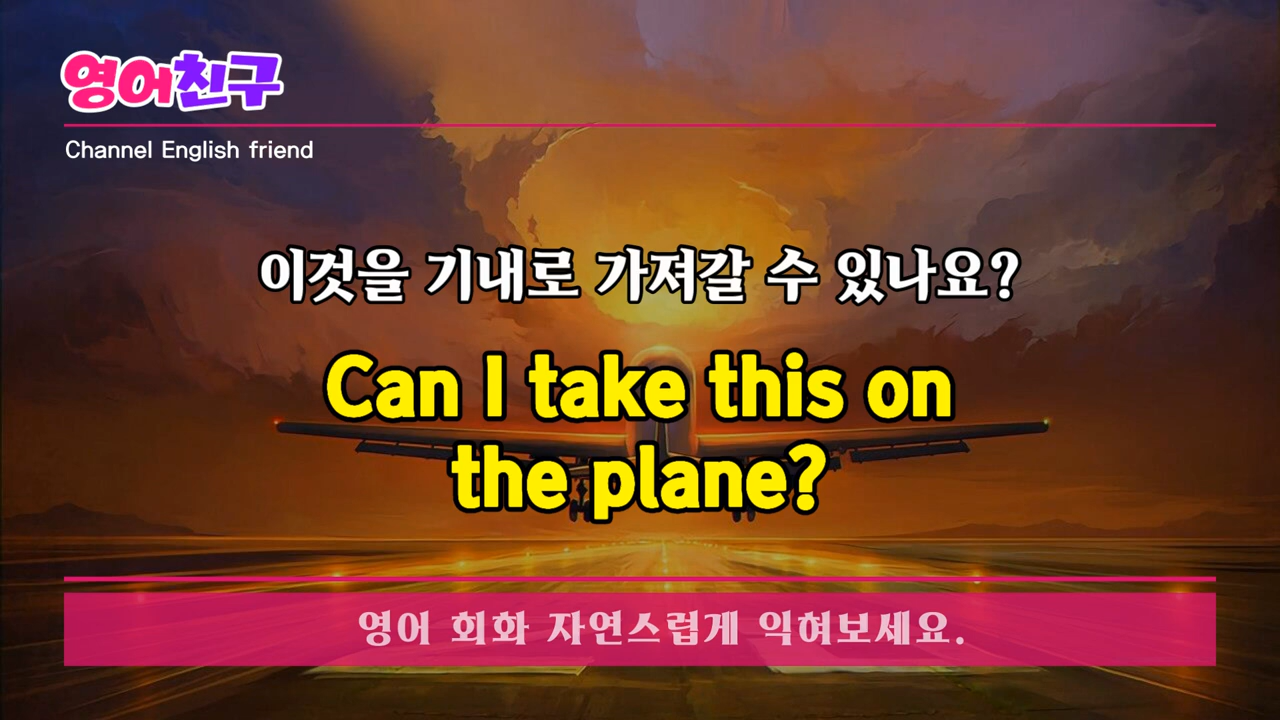 영어친구
Channel English friend
이것을 기내로 가져갈 수 있나요?
Can I take this on
the plane?
영어 회화 자연스럽게 익혀보세요.